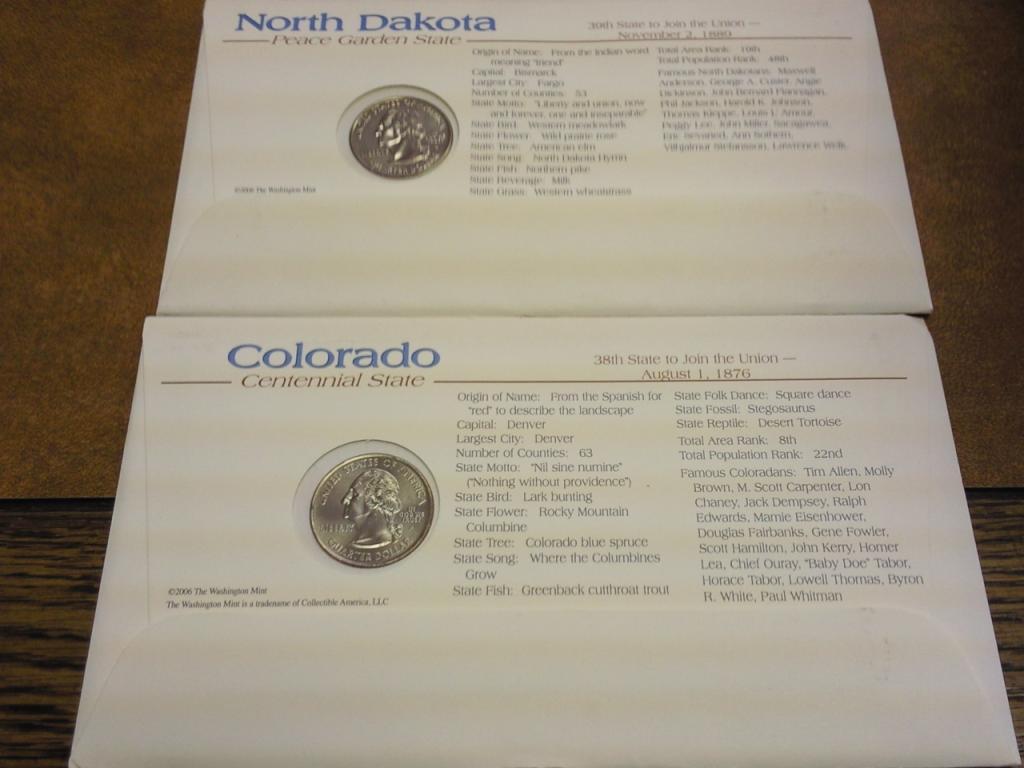 North Dakota
Peace Garden State
39th State to Join the Union —
November 2, 1889
Origin of Name: From the Indian word
meaning "friend"
Capital: Bismarck
Largest City: Fargo
Number of Counties: 53
State Motto: "Liberty and union, now
and forever, one and inseparable"
State Bird: Western meadowlark
State Flower: Wild prairie rose
State Tree: American elm
State Song: North Dakota Hymn
State Fish: Northern pike
State Beverage: Milk
State Grass: Western wheatgrass
Total Area Rank:
Total Population Rank:
Famous North Dakotans: Maxwell
Anderson, George A. Custer, Angie
Dickinson, John Bernard Flannagan,
Phil Jackson, Harold K. Johnson,
Thomas Kleppe, Louis L'Amour,
Peggy Lee, John Miller, Sacagawea,
Eric Sevareid, Ann Sothern,
Vilhjalmur Stefansson, Lawrence Welk
©2006 The Washington Mint
Colorado
Centennial State
38th State to Join the Union —
August 1, 1876
Origin of Name: From the Spanish for
"red" to describe the landscape
Capital: Denver
Largest City: Denver
Number of Counties: 63
State Motto: "Nil sine numine"
("Nothing without providence")
State Bird: Lark bunting
State Flower: Rocky Mountain
Columbine
State Tree: Colorado blue spruce
State Song: Where the Columbines
Grow
State Fish: Greenback cutthroat trout
State Folk Dance: Square dance
State Fossil: Stegosaurus
State Reptile: Desert Tortoise
Total Area Rank: 8th
Total Population Rank: 22nd
Famous Coloradans: Tim Allen, Molly
Brown, M. Scott Carpenter, Lon
Chaney, Jack Dempsey, Ralph
Edwards, Mamie Eisenhower,
Douglas Fairbanks, Gene Fowler,
Scott Hamilton, John Kerry, Homer
Lea, Chief Ouray, "Baby Doe" Tabor,
Horace Tabor, Lowell Thomas, Byron
R. White, Paul Whitman
UNITED STATES OF AMERICA
LIBERTY
IN
GOD WE
TRUST
QUARTER DOLLAR
©2006 The Washington Mint
The Washington Mint is a tradename of Collectible America, LLC